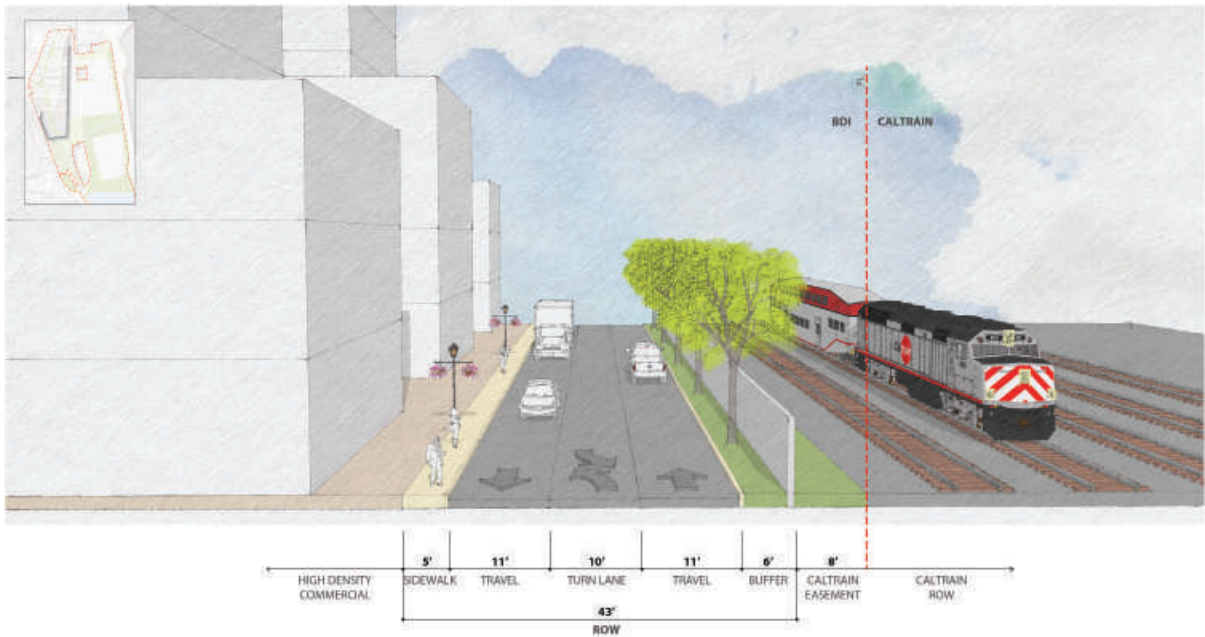 BDI CALTRAIN
5' 11' 10' 11' 6' 8'
HIGH DENSITY COMMERCIAL
SIDEWALK
TRAVEL
TURN LANE
TRAVEL
BUFFER
CALTRAIN EASEMENT
CALTRAIN ROW
43'
ROW